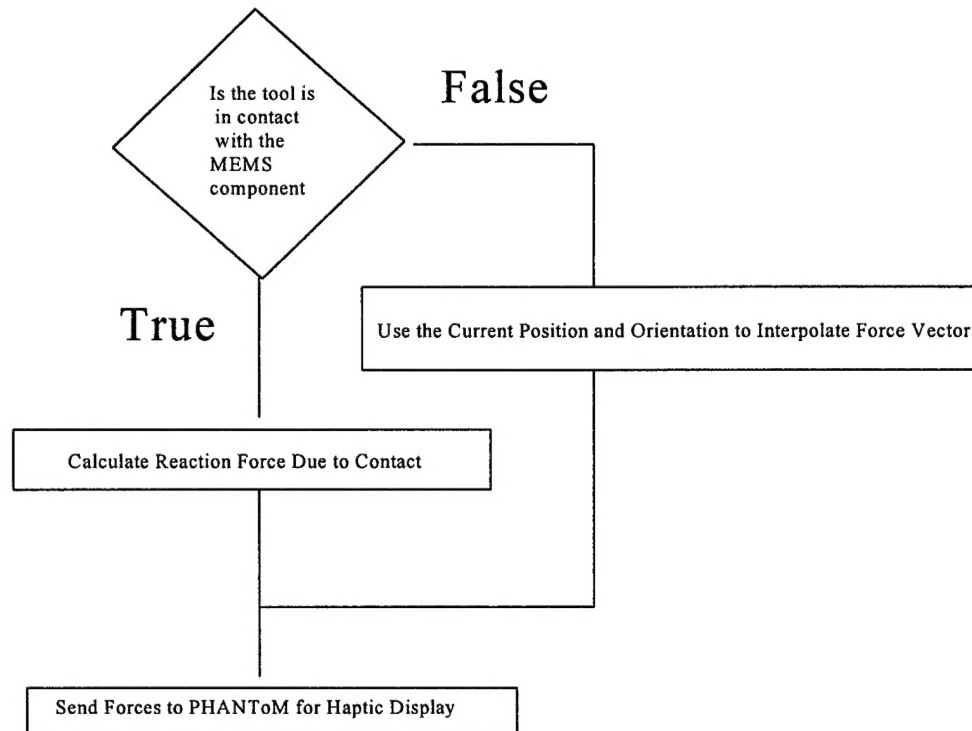 Is the tool is
in contact
with the
MEMS
component
False
True
Use the Current Position and Orientation to Interpolate Force Vector
Calculate Reaction Force Due to Contact
Send Forces to PHANToM for Haptic Display